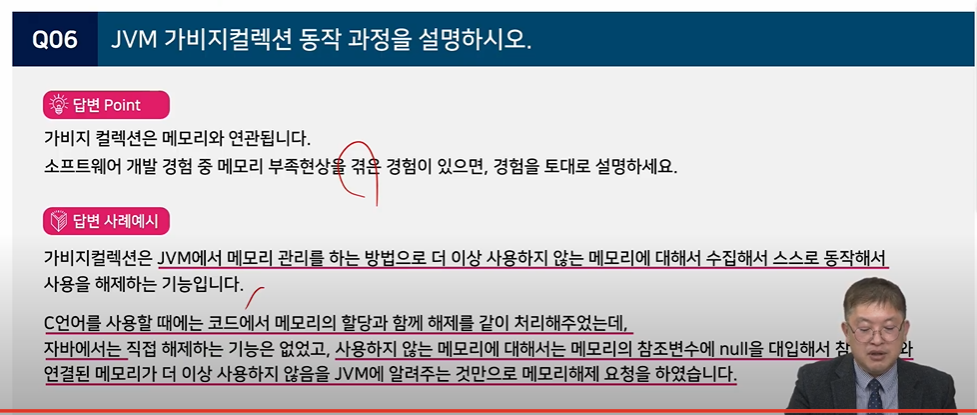 Q06 JVM 가비지컬렉션 동작 과정을 설명하시오.
답변 Point
가비지 컬렉션은 메모리와 연관됩니다.
소프트웨어 개발 경험 중 메모리 부족현상을 겪은 경험이 있으면, 경험을 토대로 설명하세요.
답변 사례예시
가비지컬렉션은 JVM에서 메모리 관리를 하는 방법으로 더 이상 사용하지 않는 메모리에 대해서 수집해서 스스로 동작해서
사용을 해제하는 기능입니다.
C언어를 사용할 때에는 코드에서 메모리의 할당과 함께 해제를 같이 처리해주었는데,
자바에서는 직접 해제하는 기능은 없었고, 사용하지 않는 메모리에 대해서는 메모리의 참조변수에 null을 대입해서 참 와
연결된 메모리가 더 이상 사용하지 않음을 JVM에 알려주는 것만으로 메모리해제 요청을 하였습니다.